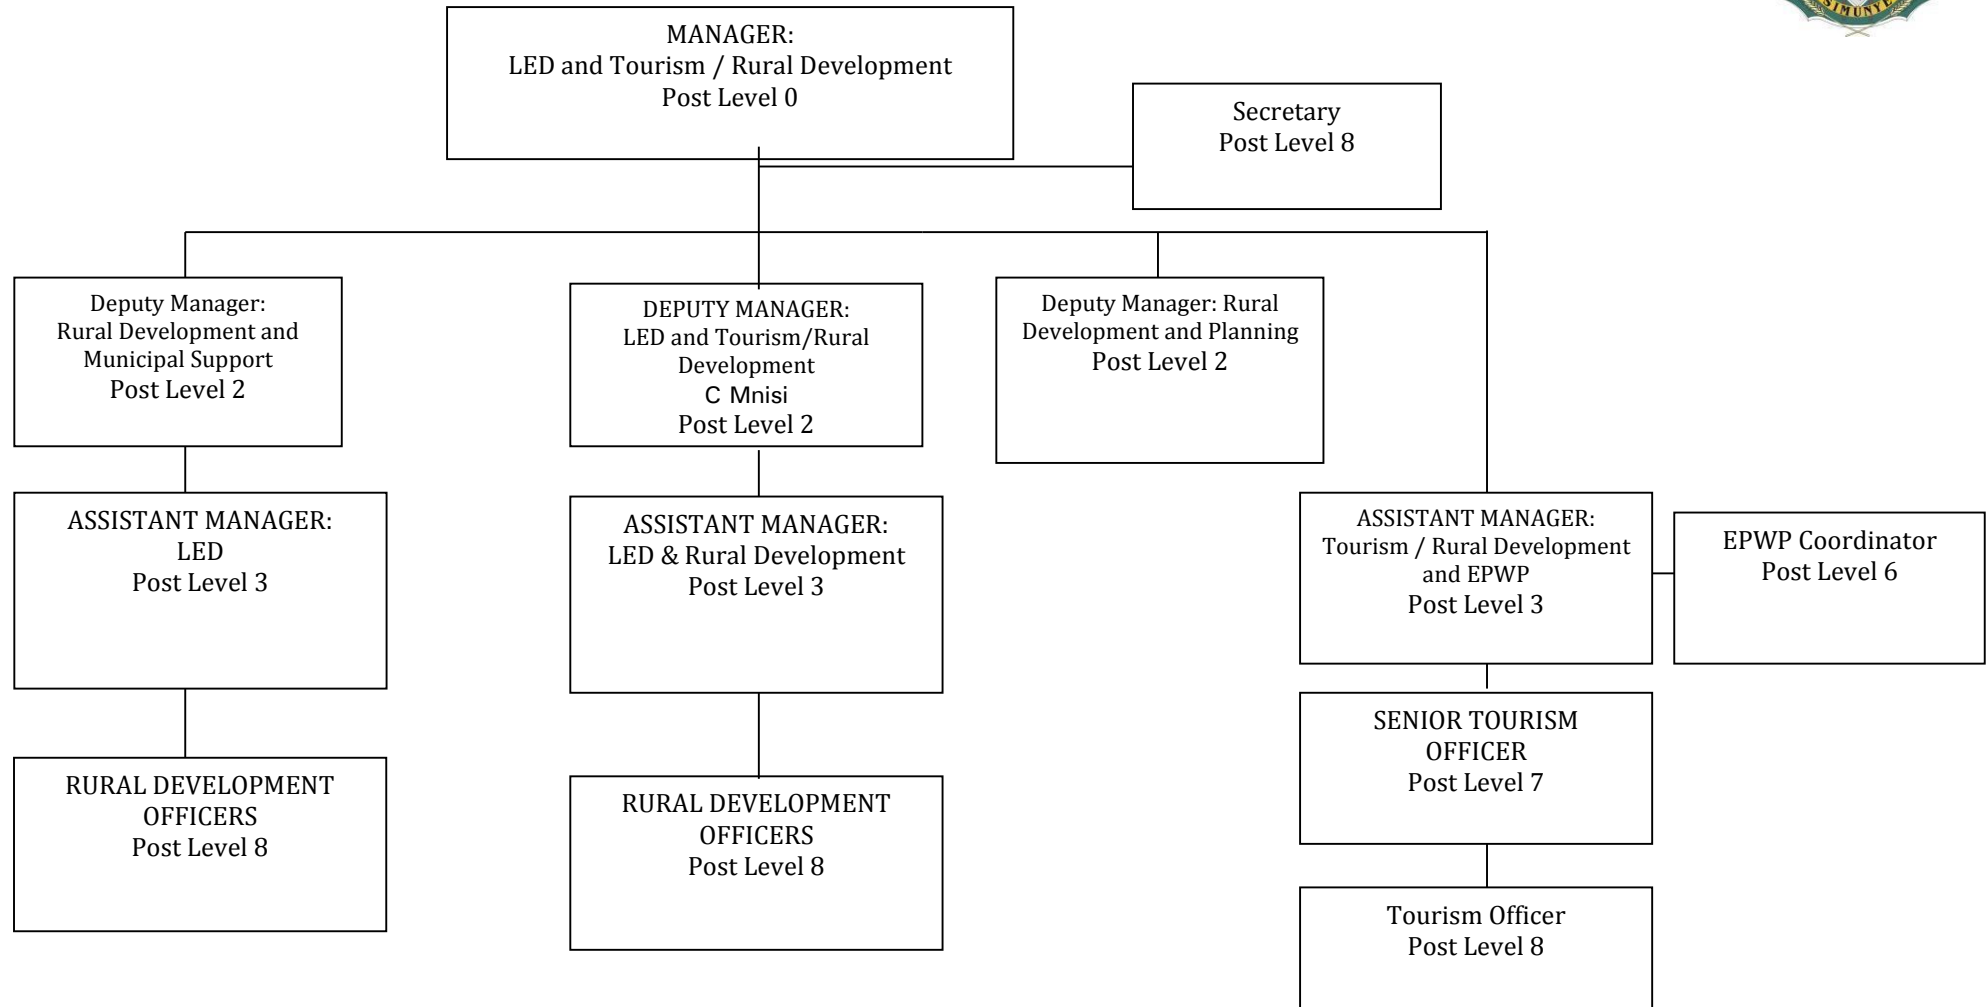 SIMUNYE
MANAGER:
LED and Tourism / Rural Development
Post Level 0
Secretary
Post Level 8
Deputy Manager:
Rural Development and
Municipal Support
Post Level 2
DEPUTY MANAGER:
LED and Tourism/Rural
Development
C Mnisi
Post Level 2
Deputy Manager: Rural
Development and Planning
Post Level 2
ASSISTANT MANAGER:
LED
Post Level 3
ASSISTANT MANAGER:
LED & Rural Development
Post Level 3
ASSISTANT MANAGER:
Tourism / Rural Development
and EPWP
Post Level 3
EPWP Coordinator
Post Level 6
RURAL DEVELOPMENT
OFFICERS
Post Level 8
RURAL DEVELOPMENT
OFFICERS
Post Level 8
SENIOR TOURISM
OFFICER
Post Level 7
Tourism Officer
Post Level 8